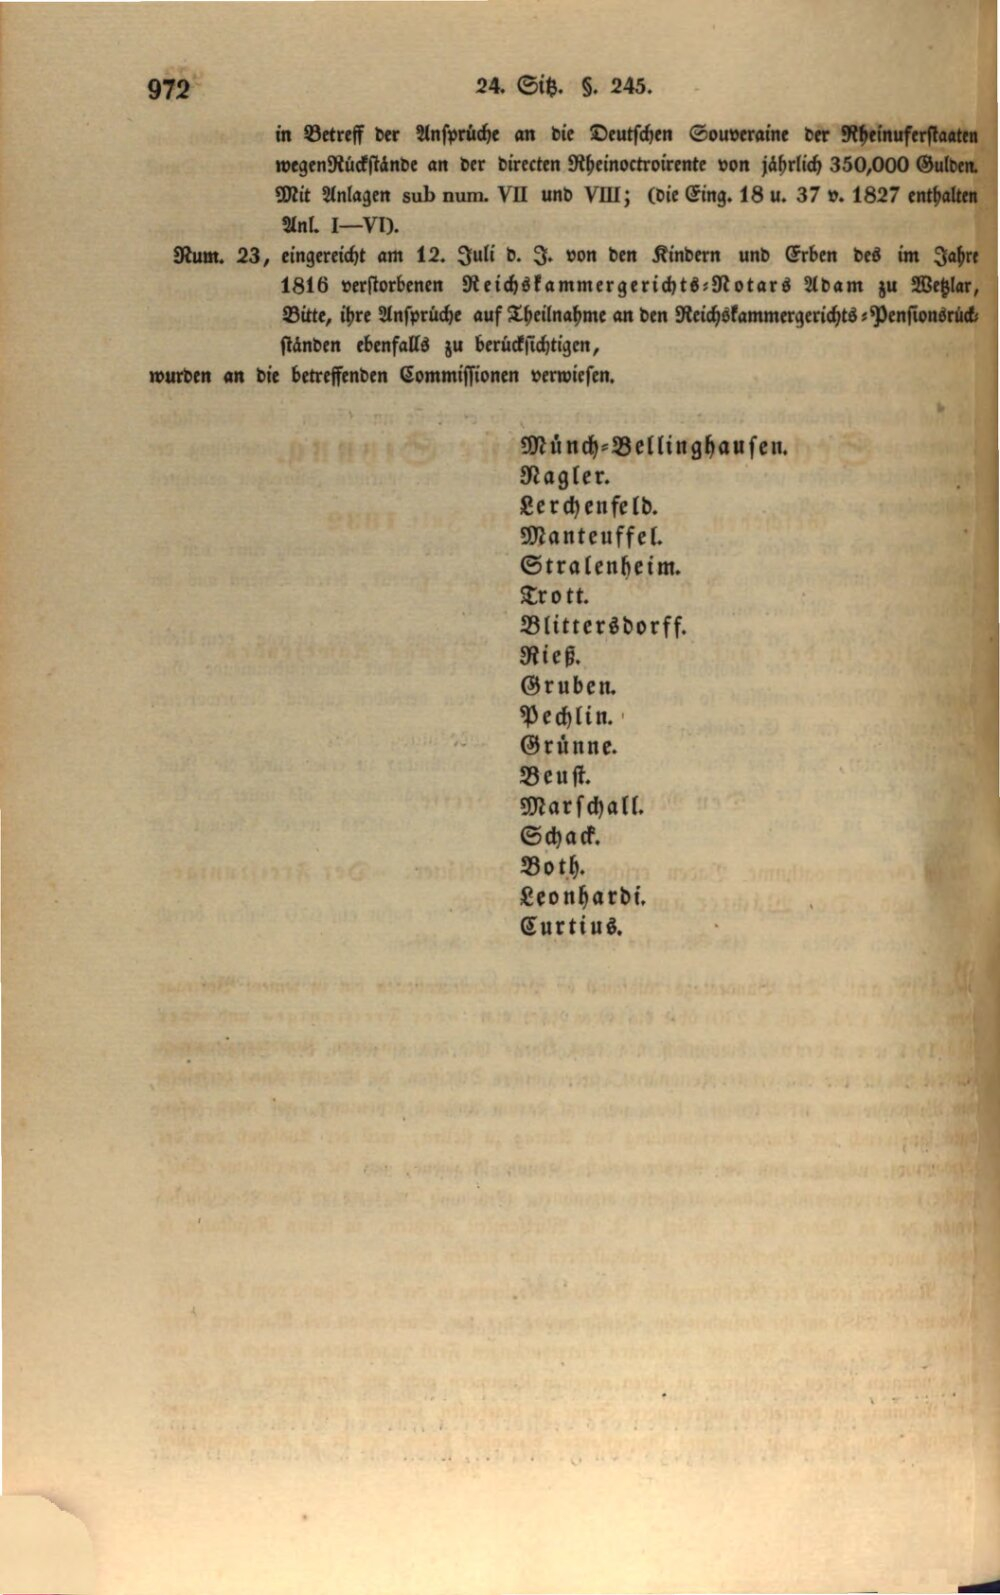 972
24. Sitz. §. 245.
in Betreff der Ansprüche an die Deutschen Souveraine der Rheinuferstaaten
wegen Rückstände an der directen Rheinoctroirente von jährlich 350,000 Gulden.
Mit Anlagen sub num. VII und VIII; (die Eing. 18 u. 37 v. 1827 enthalten
Anl. I—VI).
Num. 23, eingereicht am 12. Juli d. J. von den Kindern und Erben des im Jahre
1816 verstorbenen Reichskammergerichts-Notars Adam zu Wetzlar,
Bitte, ihre Ansprüche auf Theilnahme an den Reichskammergerichts-Pensionsrück-
ständen ebenfalls zu berücksichtigen,
wurden an die betreffenden Commissionen verwiesen.
Münch-Bellinghausen.
Nagler.
Lerchenfeld.
Manteuffel.
Stralenheim.
Trott.
Blittersdorff.
Rieß.
Gruben.
Pechlin.
Grünne.
Beust.
Marschall.
Schack.
Both.
Leonhardi.
Curtius.